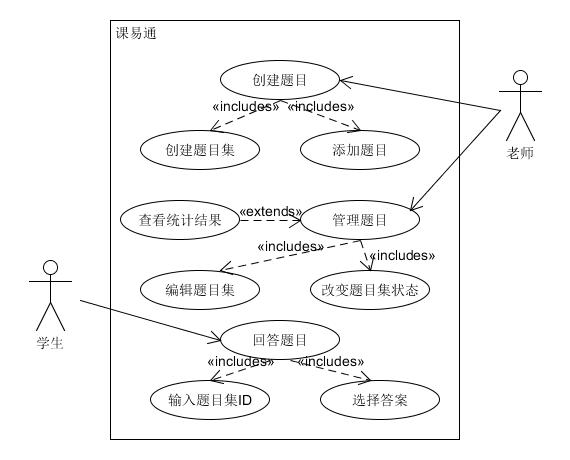 课易通
创建题目
«includes»
«includes»
创建题目集
添加题目
老师
查看统计结果
«extends»
管理题目
«includes»
«includes»
编辑题目集
改变题目集状态
学生
回答题目
«includes»
«includes»
输入题目集ID
选择答案